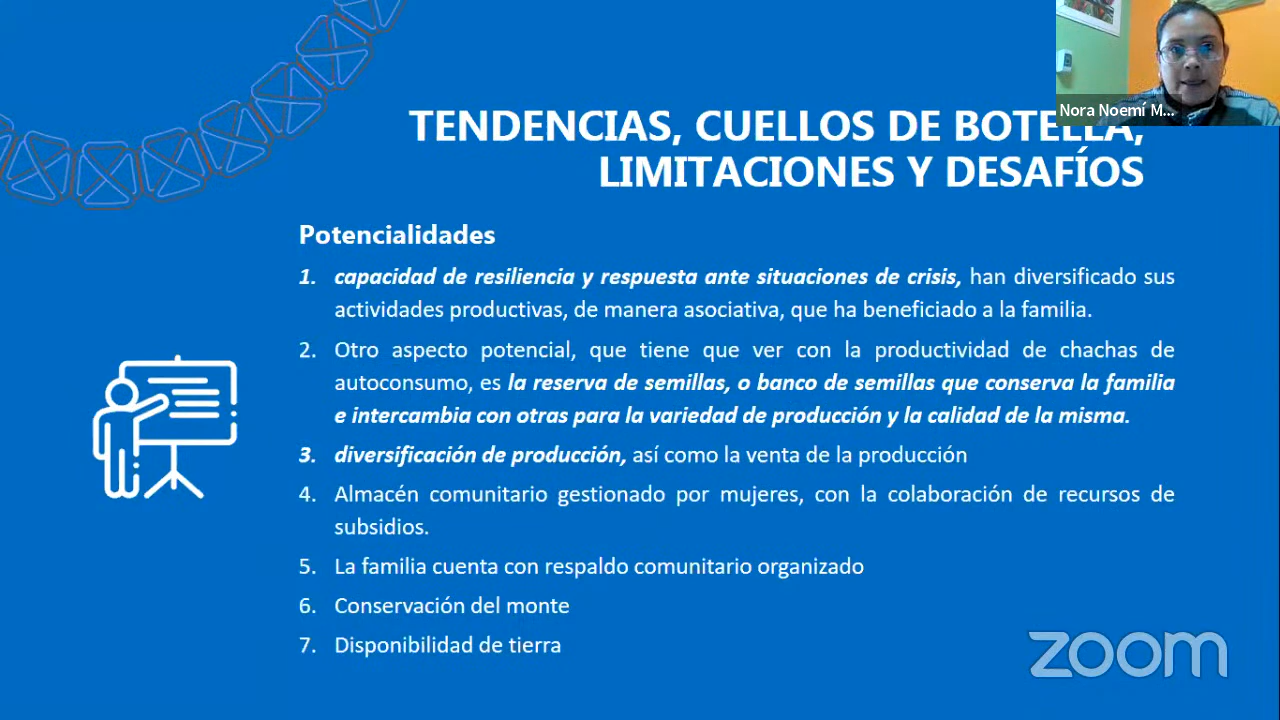 Nora Noemí M...
TENDENCIAS, CUELLOS DE BOTELLA,
LIMITACIONES Y DESAFÍOS
Potencialidades
1. capacidad de resiliencia y respuesta ante situaciones de crisis, han diversificado sus
actividades productivas, de manera asociativa, que ha beneficiado a la familia.
2. Otro aspecto potencial, que tiene que ver con la productividad de chachas de
autoconsumo, es la reserva de semillas, o banco de semillas que conserva la familia
e intercambia con otras para la variedad de producción y la calidad de la misma.
3. diversificación de producción, así como la venta de la producción
4. Almacén comunitario gestionado por mujeres, con la colaboración de recursos de
subsidios.
5. La familia cuenta con respaldo comunitario organizado
6. Conservación del monte
7. Disponibilidad de tierra
zoom